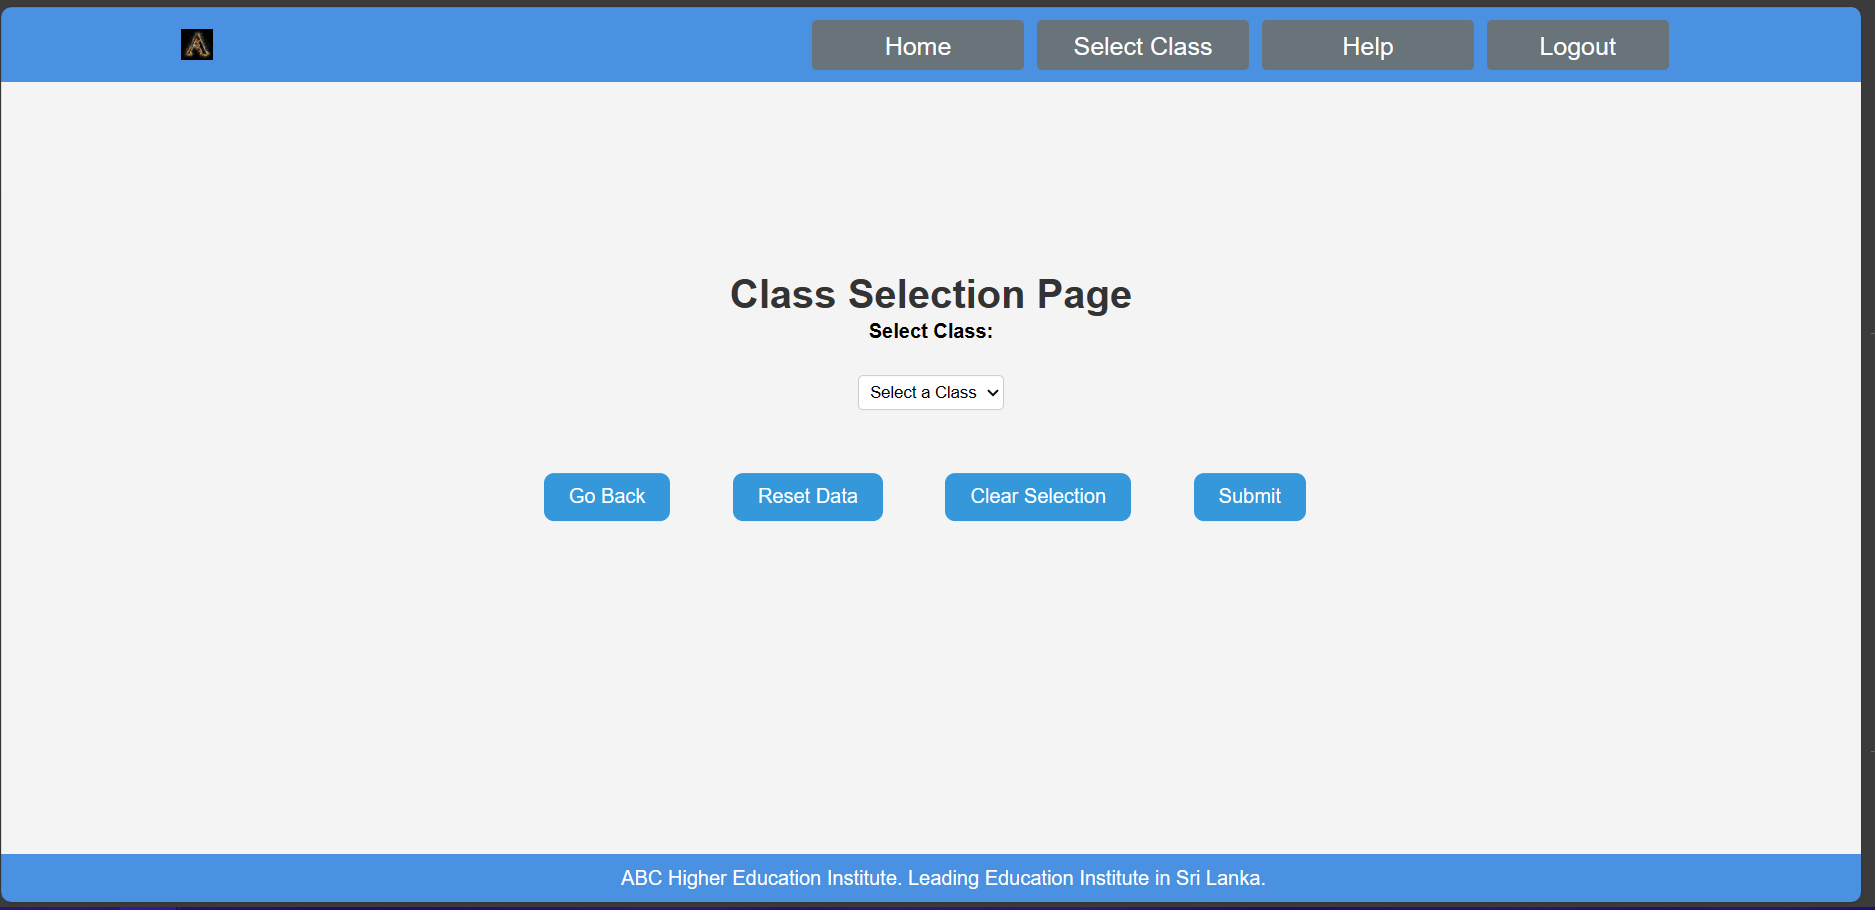 A
Home Select Class Help Logout
Class Selection Page
Select Class:
Select a Class
Go Back Reset Data Clear Selection Submit
ABC Higher Education Institute. Leading Education Institute in Sri Lanka.